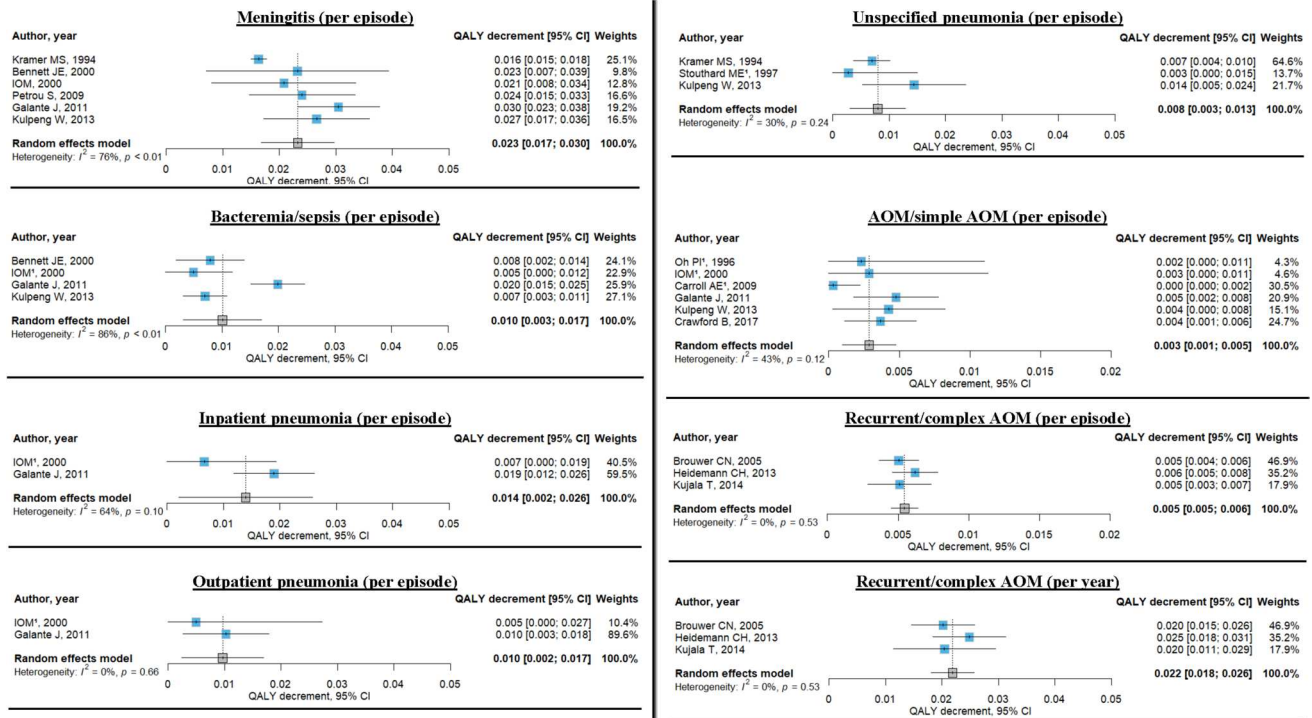 Meningitis (per episode)
Author, year QALY decrement [95% CI] Weights
Kramer MS, 1994 0.016 [0.015; 0.018] 25.1%
Bennett JE, 2000 0.023 [0.007; 0.039] 9.8%
IOM, 2000 0.021 [0.008; 0.034] 12.8%
Petrou S, 2009 0.024 [0.015; 0.033] 16.6%
Galante J, 2011 0.030 [0.023; 0.038] 19.2%
Kulpeng W, 2013 0.027 [0.017; 0.036] 16.5%
Random effects model 0.023 [0.017; 0.030] 100.0%
Heterogeneity: I² = 76%, p < 0.01
0 0.01 0.02 0.03 0.04 0.05
QALY decrement, 95% CI
Bacteremia/sepsis (per episode)
Author, year QALY decrement [95% CI] Weights
Bennett JE, 2000 0.008 [0.002; 0.014] 24.1%
IOM¹, 2000 0.005 [0.000; 0.012] 22.9%
Galante J, 2011 0.020 [0.015; 0.025] 25.9%
Kulpeng W, 2013 0.007 [0.003; 0.011] 27.1%
Random effects model 0.010 [0.003; 0.017] 100.0%
Heterogeneity: I² = 86%, p < 0.01
0 0.01 0.02 0.03 0.04 0.05
QALY decrement, 95% CI
Inpatient pneumonia (per episode)
Author, year QALY decrement [95% CI] Weights
IOM¹, 2000 0.007 [0.000; 0.019] 40.5%
Galante J, 2011 0.019 [0.012; 0.026] 59.5%
Random effects model 0.014 [0.002; 0.026] 100.0%
Heterogeneity: I² = 64%, p = 0.10
0 0.01 0.02 0.03 0.04 0.05
QALY decrement, 95% CI
Outpatient pneumonia (per episode)
Author, year QALY decrement [95% CI] Weights
IOM¹, 2000 0.005 [0.000; 0.027] 10.4%
Galante J, 2011 0.010 [0.003; 0.018] 89.6%
Random effects model 0.010 [0.002; 0.017] 100.0%
Heterogeneity: I² = 0%, p = 0.66
0 0.01 0.02 0.03 0.04 0.05
QALY decrement, 95% CI
Unspecified pneumonia (per episode)
Author, year QALY decrement [95% CI] Weights
Kramer MS, 1994 0.007 [0.004; 0.010] 64.6%
Stouthard ME¹, 1997 0.003 [0.000; 0.015] 13.7%
Kulpeng W, 2013 0.014 [0.005; 0.024] 21.7%
Random effects model 0.008 [0.003; 0.013] 100.0%
Heterogeneity: I² = 30%, p = 0.24
0 0.01 0.02 0.03 0.04 0.05
QALY decrement, 95% CI
AOM/simple AOM (per episode)
Author, year QALY decrement [95% CI] Weights
Oh PI¹, 1996 0.002 [0.000; 0.011] 4.3%
IOM¹, 2000 0.003 [0.000; 0.011] 4.6%
Carroll AE¹, 2009 0.000 [0.000; 0.002] 30.5%
Galante J, 2011 0.005 [0.002; 0.008] 20.9%
Kulpeng W, 2013 0.004 [0.000; 0.008] 15.1%
Crawford B, 2017 0.004 [0.001; 0.006] 24.7%
Random effects model 0.003 [0.001; 0.005] 100.0%
Heterogeneity: I² = 43%, p = 0.12
0 0.005 0.01 0.015 0.02
QALY decrement, 95% CI
Recurrent/complex AOM (per episode)
Author, year QALY decrement [95% CI] Weights
Brouwer CN, 2005 0.005 [0.004; 0.006] 46.9%
Heidemann CH, 2013 0.006 [0.005; 0.008] 35.2%
Kujala T, 2014 0.005 [0.003; 0.007] 17.9%
Random effects model 0.005 [0.005; 0.006] 100.0%
Heterogeneity: I² = 0%, p = 0.53
0 0.005 0.01 0.015 0.02
QALY decrement, 95% CI
Recurrent/complex AOM (per year)
Author, year QALY decrement [95% CI] Weights
Brouwer CN, 2005 0.020 [0.015; 0.026] 46.9%
Heidemann CH, 2013 0.025 [0.018; 0.031] 35.2%
Kujala T, 2014 0.020 [0.011; 0.029] 17.9%
Random effects model 0.022 [0.018; 0.026] 100.0%
Heterogeneity: I² = 0%, p = 0.53
0 0.01 0.02 0.03 0.04 0.05
QALY decrement, 95% CI